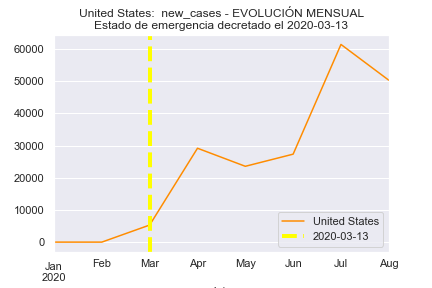 United States: new_cases - EVOLUCIÓN MENSUAL
Estado de emergencia decretado el 2020-03-13
60000
50000
40000
30000
20000
10000
0
Jan Feb Mar Apr May Jun Jul Aug
2020
United States
2020-03-13